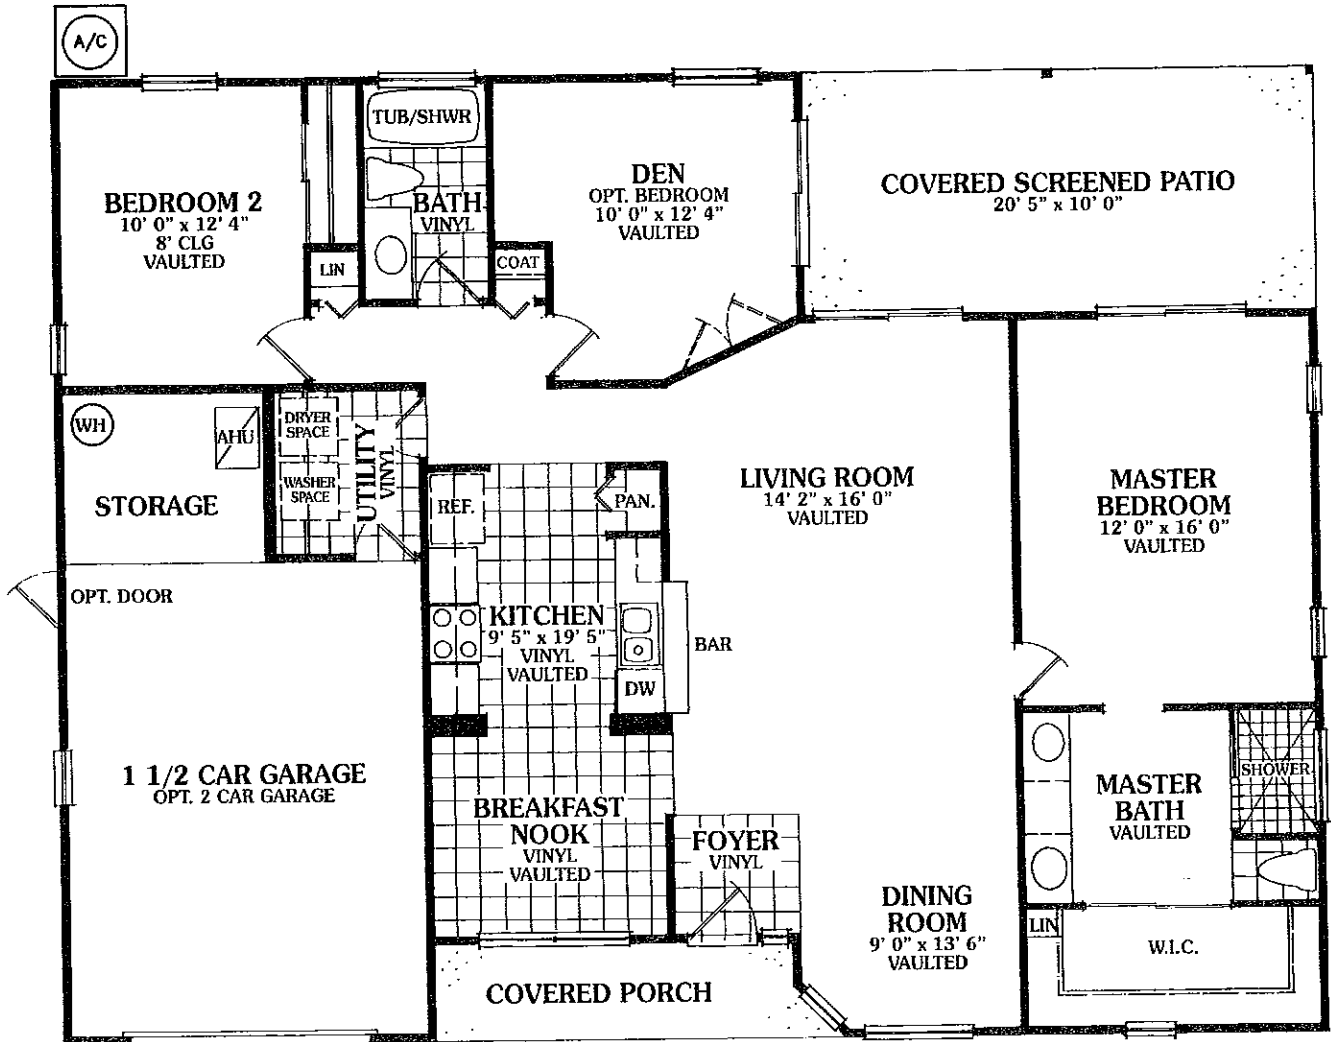 A/C
TUB/SHWR
BEDROOM 2
10' 0" x 12' 4"
8' CLG
VAULTED
BATH
VINYL
LIN
COAT
DEN
OPT. BEDROOM
10' 0" x 12' 4"
VAULTED
COVERED SCREENED PATIO
20' 5" x 10' 0"
WH
AHU
STORAGE
DRYER
SPACE
WASHER
SPACE
UTILITY
VINYL
REF.
PAN.
LIVING ROOM
14' 2" x 16' 0"
VAULTED
MASTER
BEDROOM
12' 0" x 16' 0"
VAULTED
OPT. DOOR
KITCHEN
9' 5" x 19' 5"
VINYL
VAULTED
BAR
DW
1 1/2 CAR GARAGE
OPT. 2 CAR GARAGE
BREAKFAST
NOOK
VINYL
VAULTED
FOYER
VINYL
MASTER
BATH
VAULTED
SHOWER
DINING
ROOM
9' 0" x 13' 6"
VAULTED
LIN
W.I.C.
COVERED PORCH